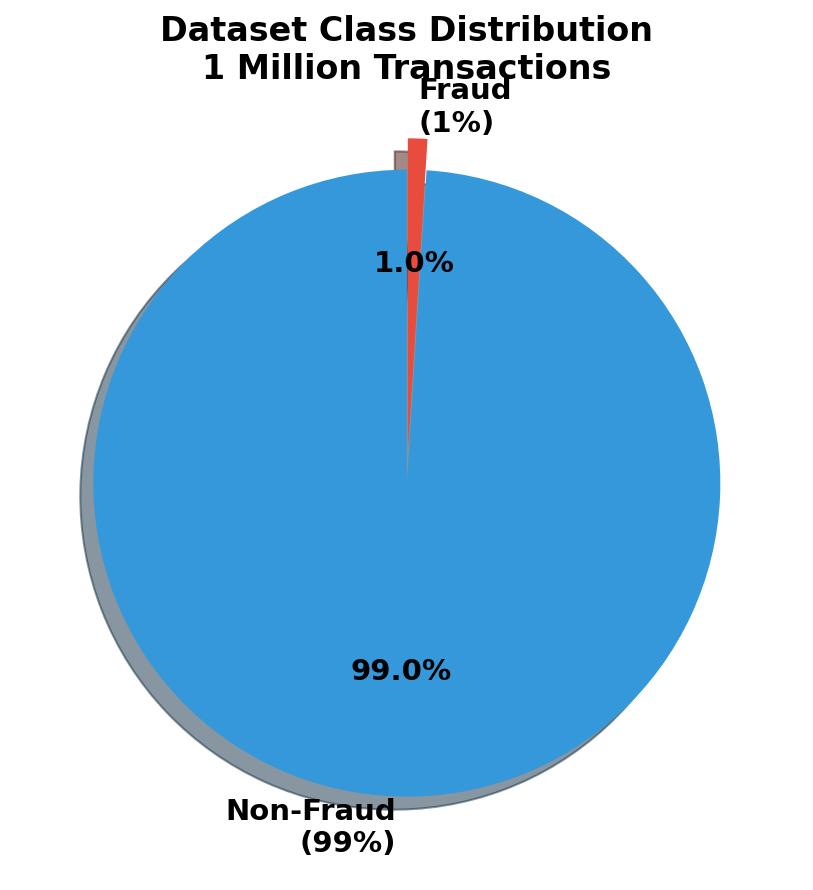 Dataset Class Distribution
1 Million Transactions
Fraud
(1%)
1.0%
99.0%
Non-Fraud
(99%)